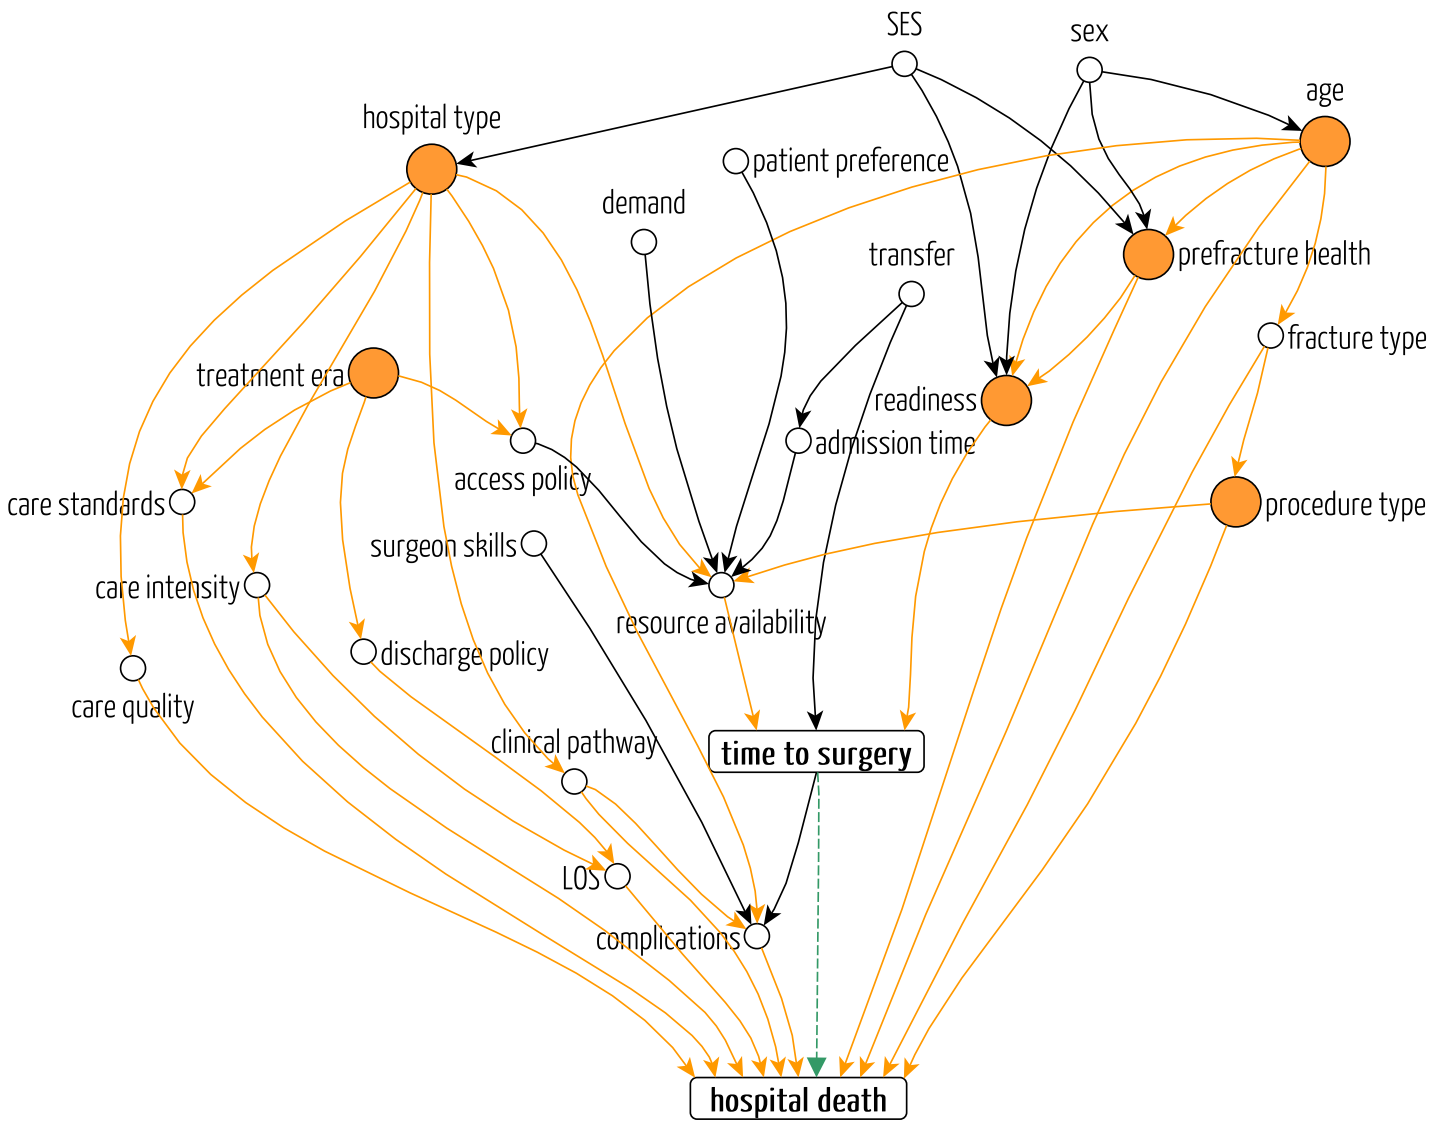 SES
sex
age
hospital type
patient preference
demand
transfer
prefracture health
fracture type
treatment era
readiness
admission time
access policy
care standards
procedure type
surgeon skills
care intensity
resource availability
discharge policy
care quality
clinical pathway
time to surgery
LOS
complications
hospital death